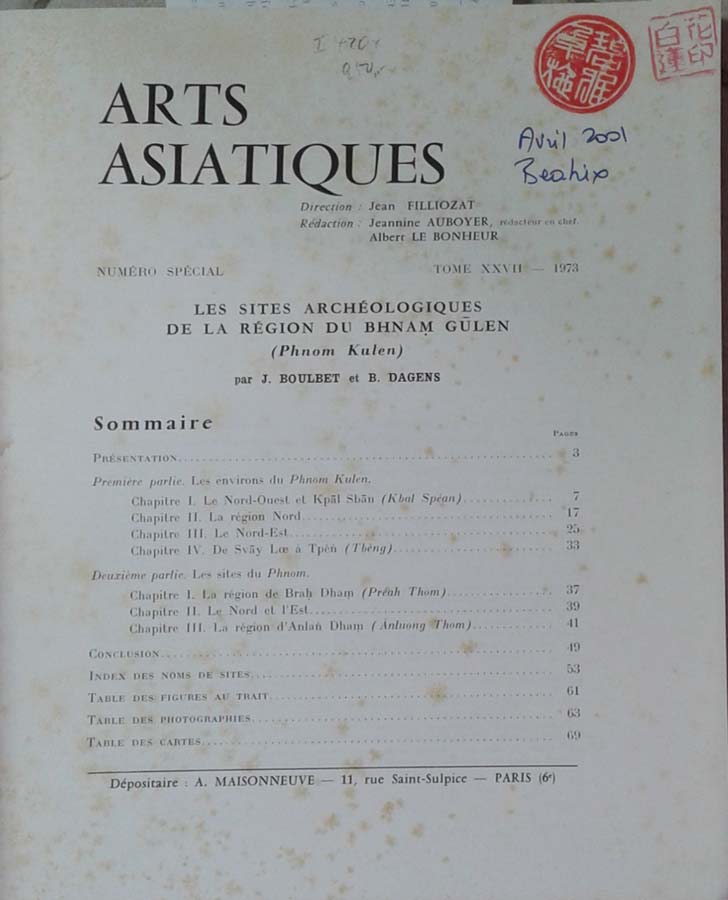 ARTS
ASIATIQUES
Avril 2001
Beatrix
Direction : Jean FILLIOZAT
Rédaction : Jeannine AUBOYER, rédacteur en chef.
Albert LE BONHEUR
NUMÉRO SPÉCIAL TOME XXVII — 1973
LES SITES ARCHÉOLOGIQUES
DE LA RÉGION DU BHNAṂ GŪLEN
(Phnom Kulen)
par J. BOULBET et B. DAGENS
Sommaire
PAGES
PRÉSENTATION 3
Première partie. Les environs du Phnom Kulen.
Chapitre I. Le Nord-Ouest et Kpāl Sbān (Kbal Spéan) 7
Chapitre II. La région Nord 17
Chapitre III. Le Nord-Est 25
Chapitre IV. De Svāy Lœ à Tpèṅ (Thèng) 33
Deuxième partie. Les sites du Phnom.
Chapitre I. La région de Braḥ Dhaṃ (Préah Thom) 37
Chapitre II. Le Nord et l'Est 39
Chapitre III. La région d'Anlaṅ Dhaṃ (Anluong Thom) 41
CONCLUSION 49
INDEX DES NOMS DE SITES 53
TABLE DES FIGURES AU TRAIT 61
TABLE DES PHOTOGRAPHIES 63
TABLE DES CARTES 69
Dépositaire : A. MAISONNEUVE — 11, rue Saint-Sulpice — PARIS (6e)